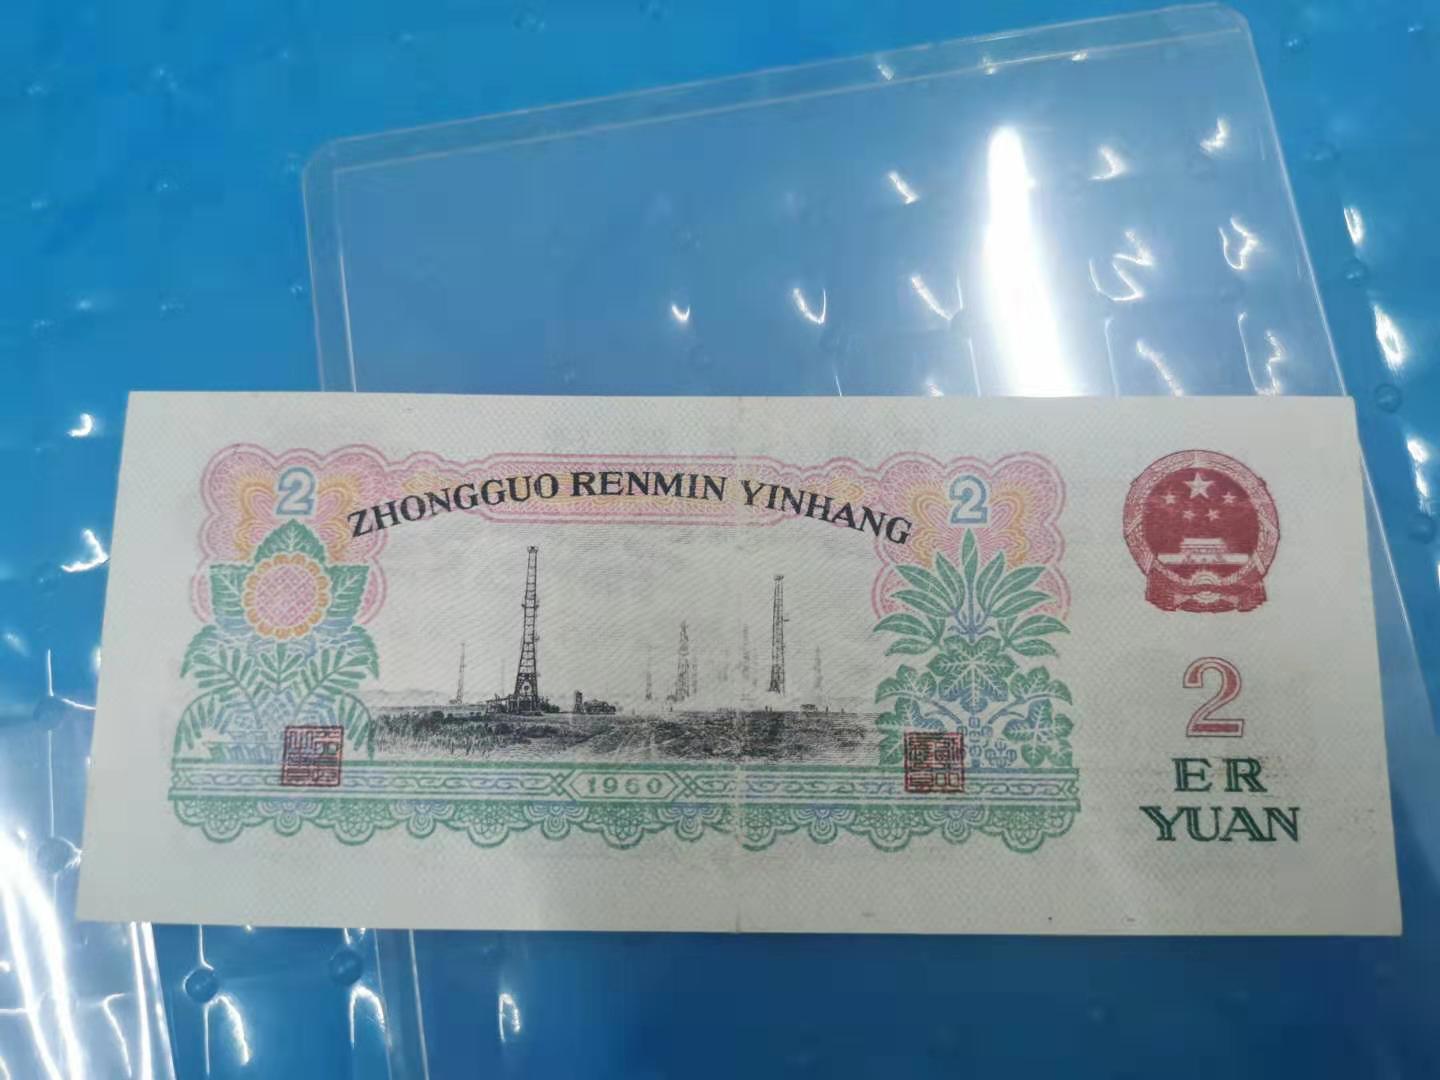 2
ZHONGGUO RENMIN YINHANG
2
1960
2
ER
YUAN